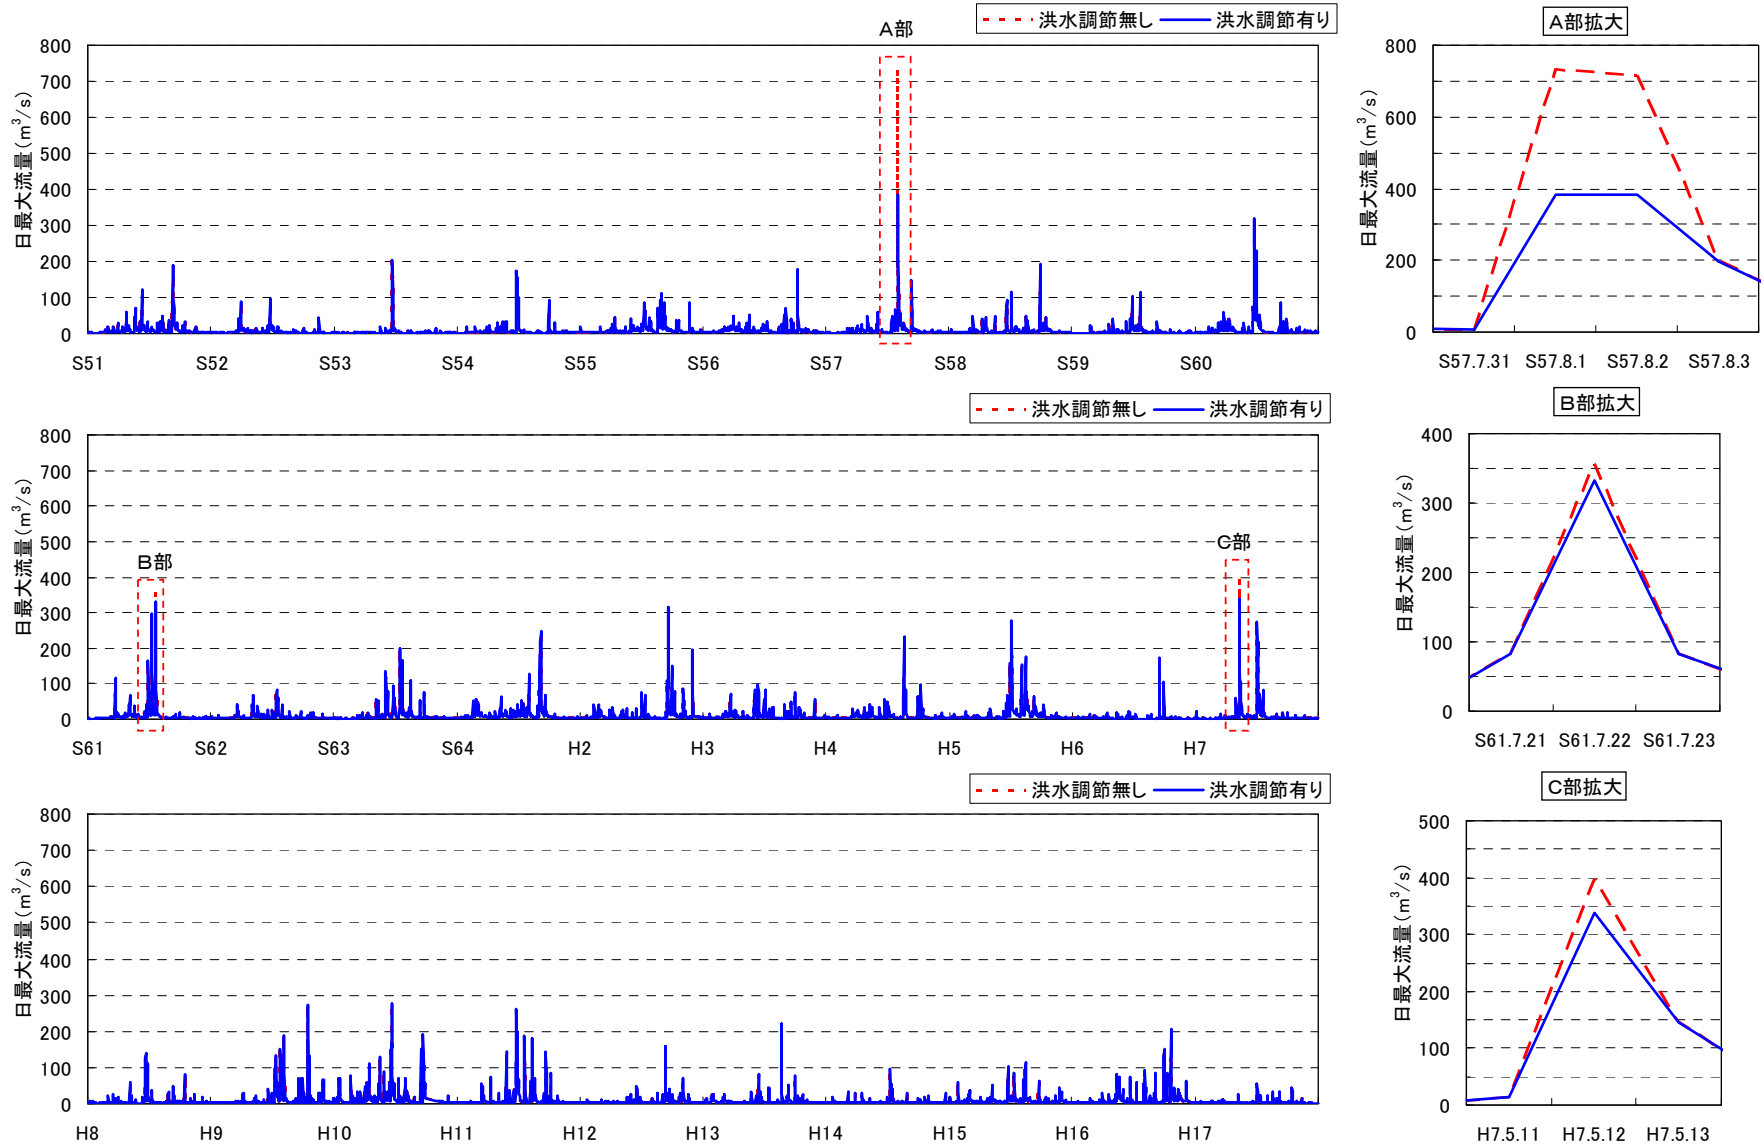 洪水調節無し 洪水調節有り
A部
800
700
600
500
400
300
200
100
0
日最大流量(m³/s)
S51 S52 S53 S54 S55 S56 S57 S58 S59 S60
A部拡大
800
600
400
200
0
日最大流量(m³/s)
S57.7.31 S57.8.1 S57.8.2 S57.8.3
洪水調節無し 洪水調節有り
B部
C部
800
700
600
500
400
300
200
100
0
日最大流量(m³/s)
S61 S62 S63 S64 H2 H3 H4 H5 H6 H7
B部拡大
400
300
200
100
0
日最大流量(m³/s)
S61.7.21 S61.7.22 S61.7.23
洪水調節無し 洪水調節有り
800
700
600
500
400
300
200
100
0
日最大流量(m³/s)
H8 H9 H10 H11 H12 H13 H14 H15 H16 H17
C部拡大
500
400
300
200
100
0
日最大流量(m³/s)
H7.5.11 H7.5.12 H7.5.13